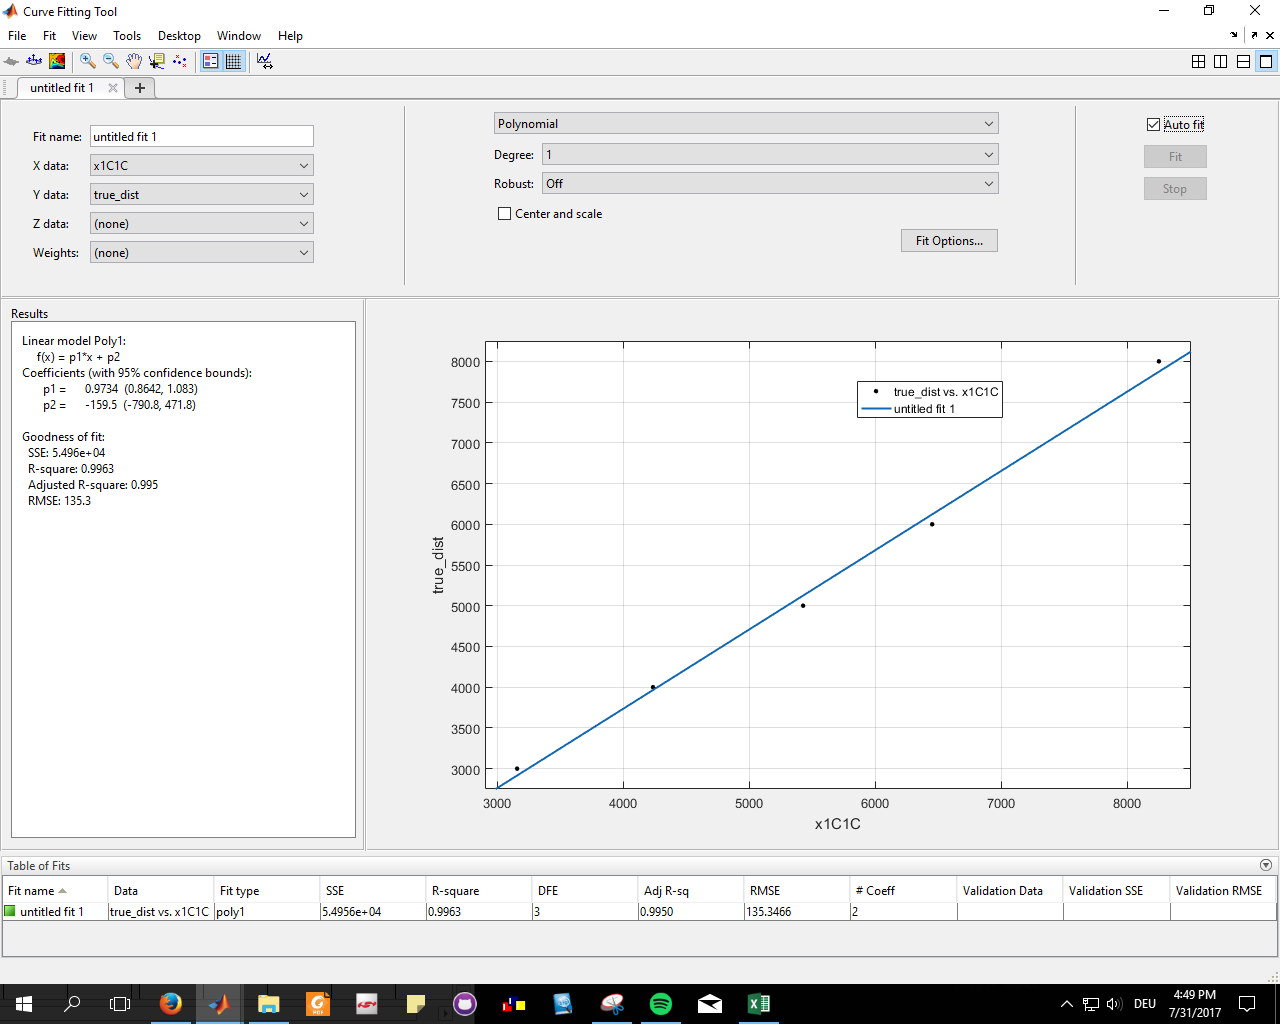 Curve Fitting Tool
File Fit View Tools Desktop Window Help
untitled fit 1
Fit name: untitled fit 1
X data: x1C1C
Y data: true_dist
Z data: (none)
Weights: (none)
Polynomial
Degree: 1
Robust: Off
Center and scale
Fit Options...
Auto fit
Fit
Stop
Results
Linear model Poly1:
f(x) = p1*x + p2
Coefficients (with 95% confidence bounds):
p1 = 0.9734 (0.8642, 1.083)
p2 = -159.5 (-790.8, 471.8)
Goodness of fit:
SSE: 5.496e+04
R-square: 0.9963
Adjusted R-square: 0.995
RMSE: 135.3
8000
7500
7000
6500
6000
5500
5000
4500
4000
3500
3000
true_dist
true_dist vs. x1C1C
untitled fit 1
3000 4000 5000 6000 7000 8000
x1C1C
Table of Fits
Fit name Data Fit type SSE R-square DFE Adj R-sq RMSE # Coeff Validation Data Validation SSE Validation RMSE
untitled fit 1 true_dist vs. x1C1C poly1 5.4956e+04 0.9963 3 0.9950 135.3466 2
DEU
4:49 PM
7/31/2017